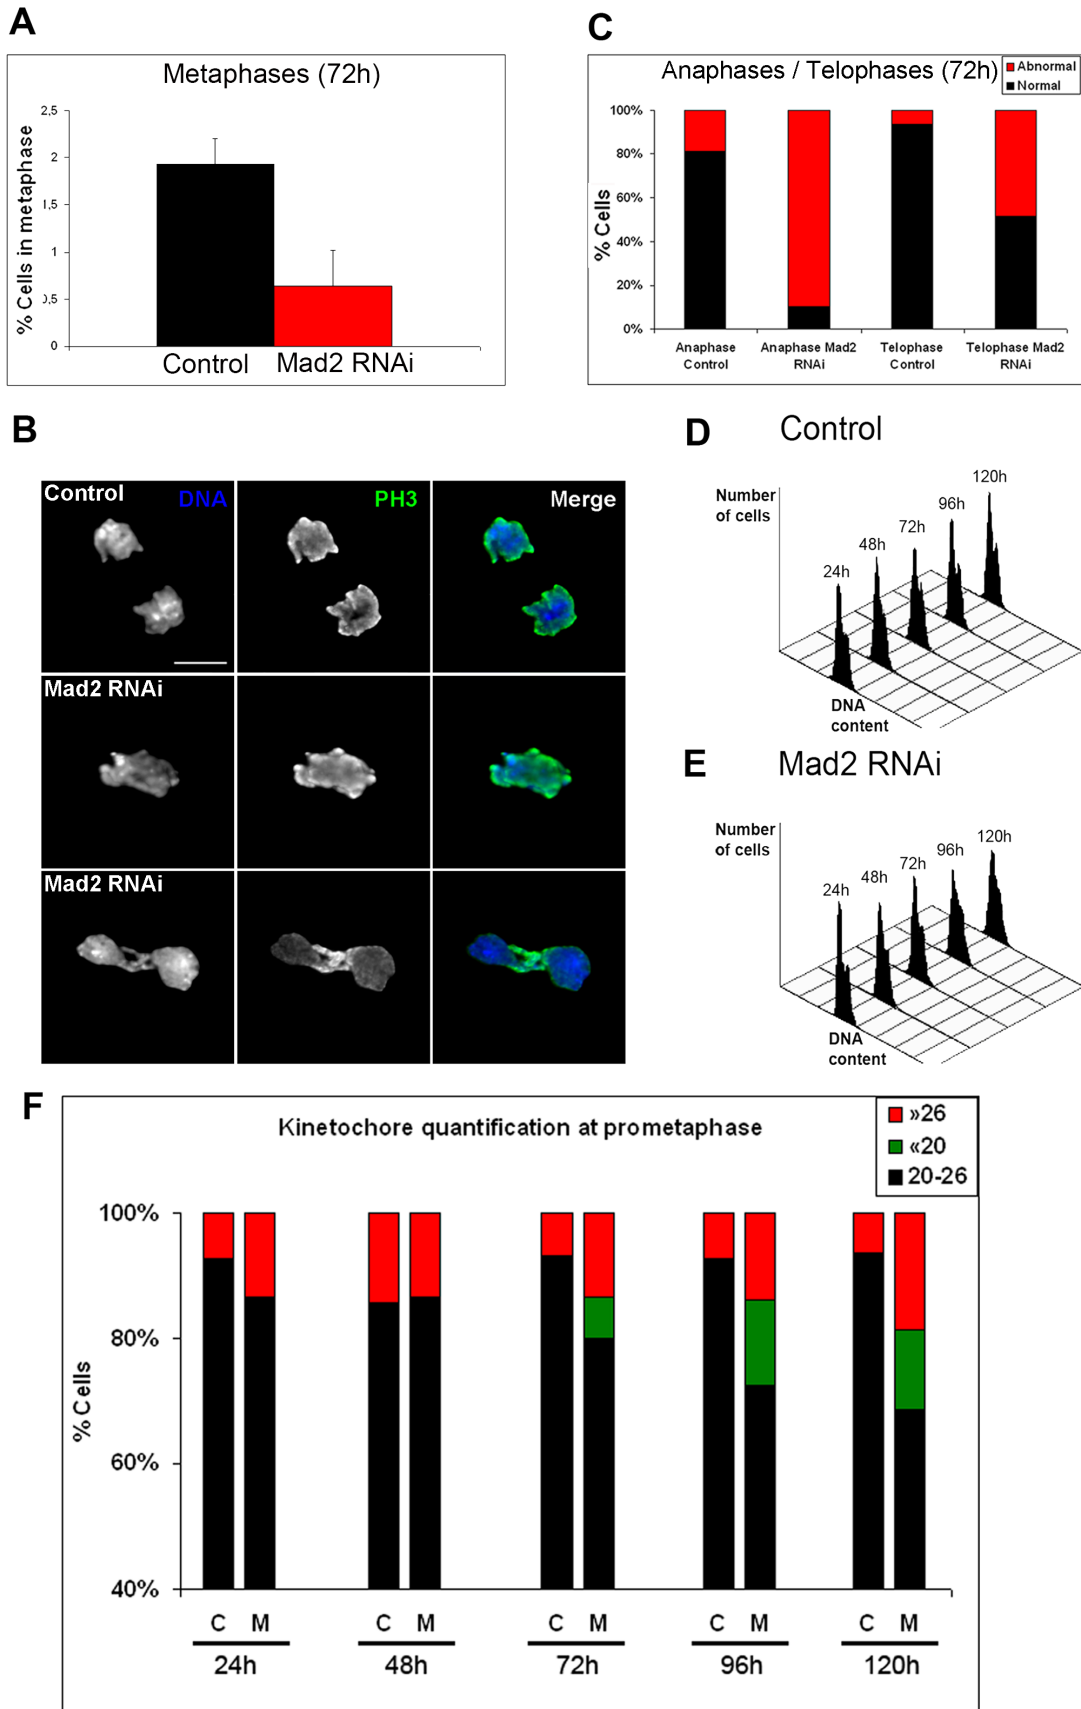 A
Metaphases (72h)
% Cells in metaphase
2,5
2
1,5
1
0,5
0
Control
Mad2 RNAi
C
Anaphases / Telophases (72h)
Abnormal
Normal
% Cells
100%
80%
60%
40%
20%
0%
Anaphase
Control
Anaphase Mad2
RNAi
Telophase
Control
Telophase Mad2
RNAi
B
Control
DNA
PH3
Merge
Mad2 RNAi
Mad2 RNAi
D
Control
Number
of cells
24h
48h
72h
96h
120h
DNA
content
E
Mad2 RNAi
Number
of cells
24h
48h
72h
96h
120h
DNA
content
F
Kinetochore quantification at prometaphase
»26
«20
20-26
% Cells
100%
80%
60%
40%
C M C M C M C M C M
24h 48h 72h 96h 120h